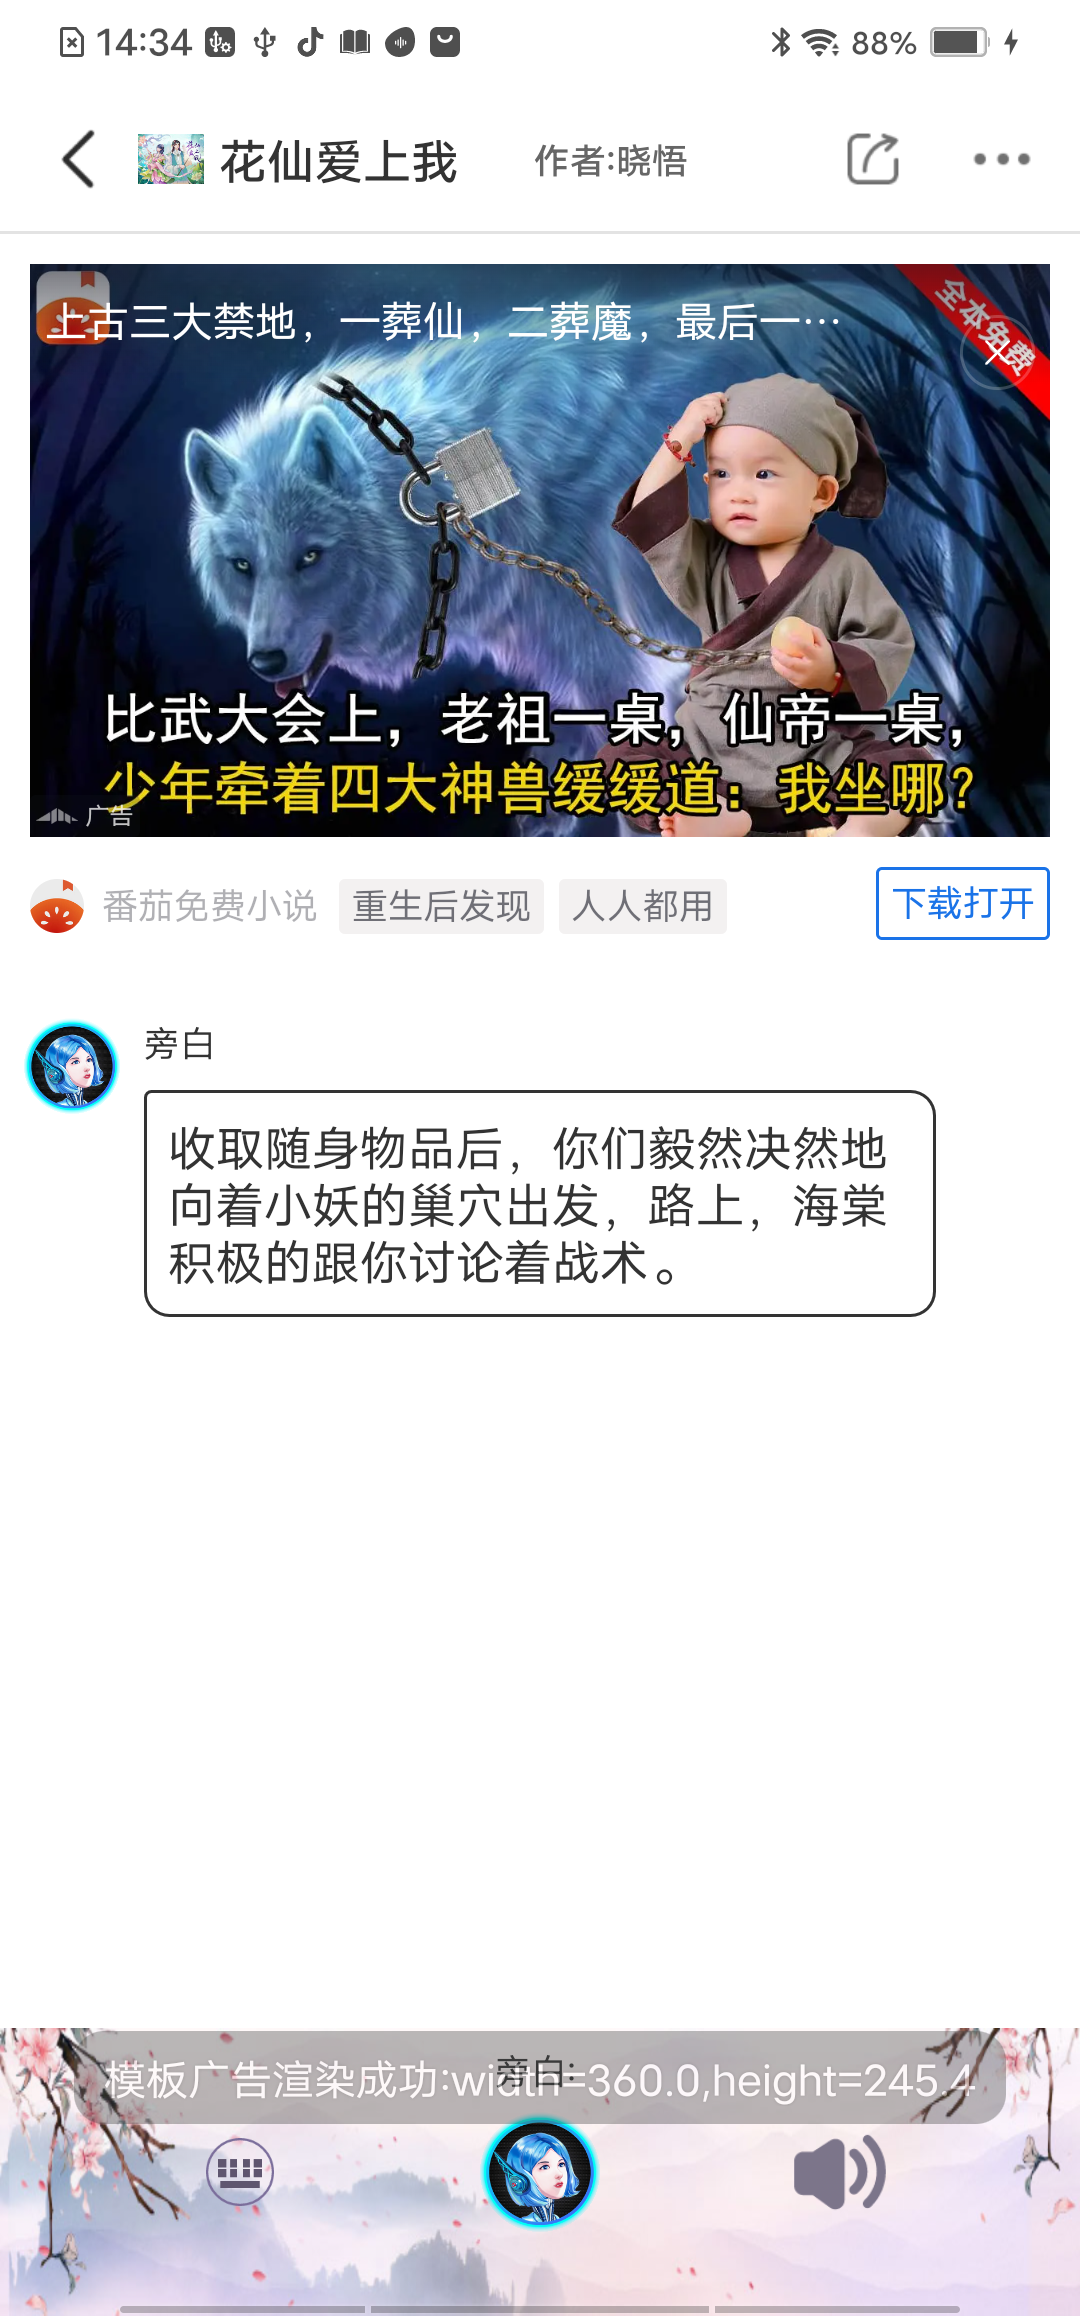 14:34
88%
花仙爱上我
作者:晓悟
上古三大禁地，一葬仙，二葬魔，最后一…
全本免费
比武大会上，老祖一桌，仙帝一桌，
少年牵着四大神兽缓缓道：我坐哪？
广告
番茄免费小说
重生后发现
人人都用
下载打开
旁白
收取随身物品后，你们毅然决然地
向着小妖的巢穴出发，路上，海棠
积极的跟你讨论着战术。
旁白:
模板广告渲染成功:width=360.0,height=245.4